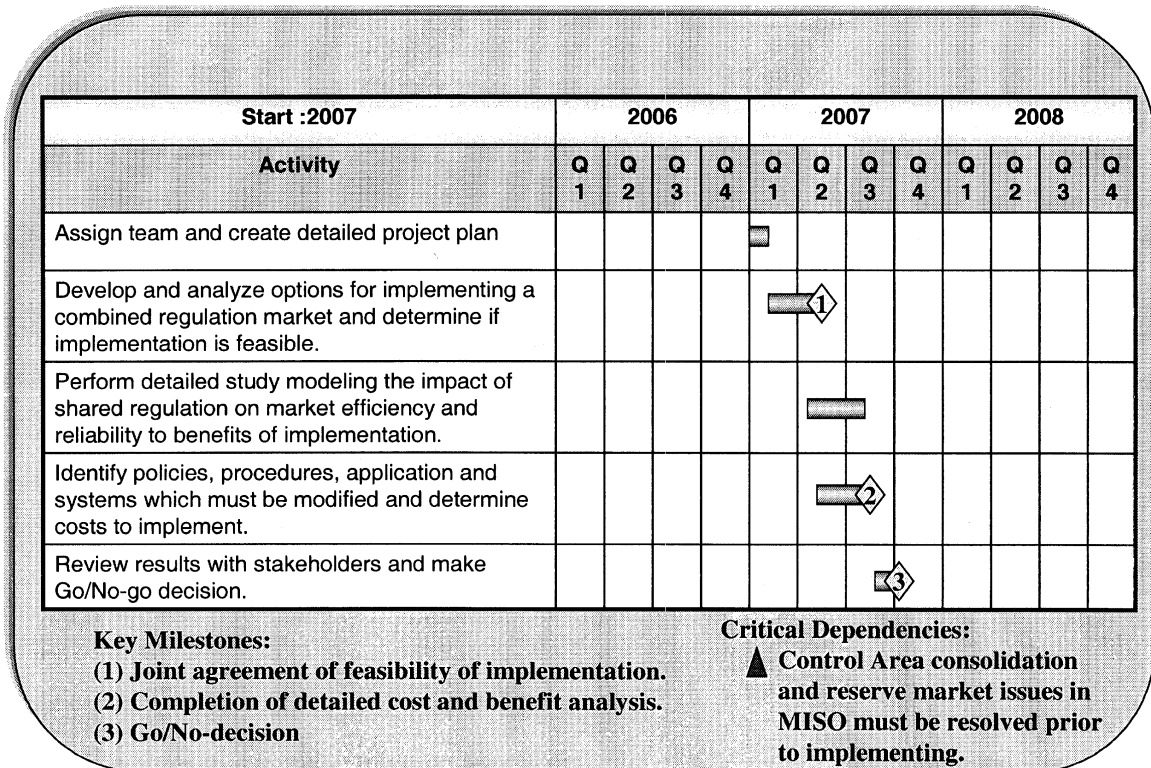 Start :2007 2006 2007 2008
Activity Q 1 Q 2 Q 3 Q 4 Q 1 Q 2 Q 3 Q 4 Q 1 Q 2 Q 3 Q 4
Assign team and create detailed project plan
Develop and analyze options for implementing a
combined regulation market and determine if
implementation is feasible.
1
Perform detailed study modeling the impact of
shared regulation on market efficiency and
reliability to benefits of implementation.
Identify policies, procedures, application and
systems which must be modified and determine
costs to implement.
2
Review results with stakeholders and make
Go/No-go decision.
3
Key Milestones:
(1) Joint agreement of feasibility of implementation.
(2) Completion of detailed cost and benefit analysis.
(3) Go/No-decision
Critical Dependencies:
Control Area consolidation
and reserve market issues in
MISO must be resolved prior
to implementing.